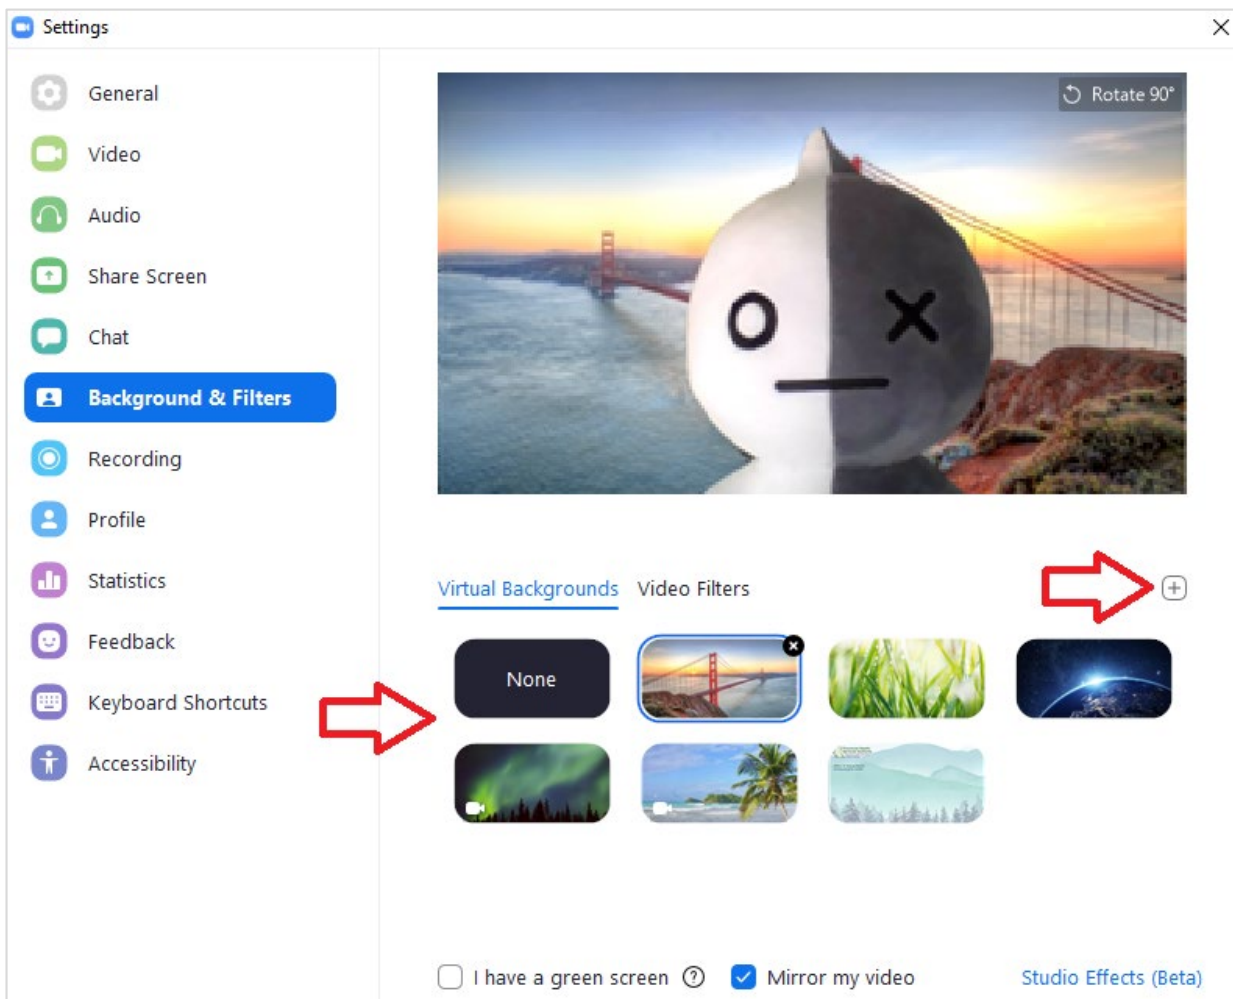 Settings
General
Video
Audio
Share Screen
Chat
Background & Filters
Recording
Profile
Statistics
Feedback
Keyboard Shortcuts
Accessibility
Rotate 90°
Virtual Backgrounds
Video Filters
None
I have a green screen
Mirror my video
Studio Effects (Beta)